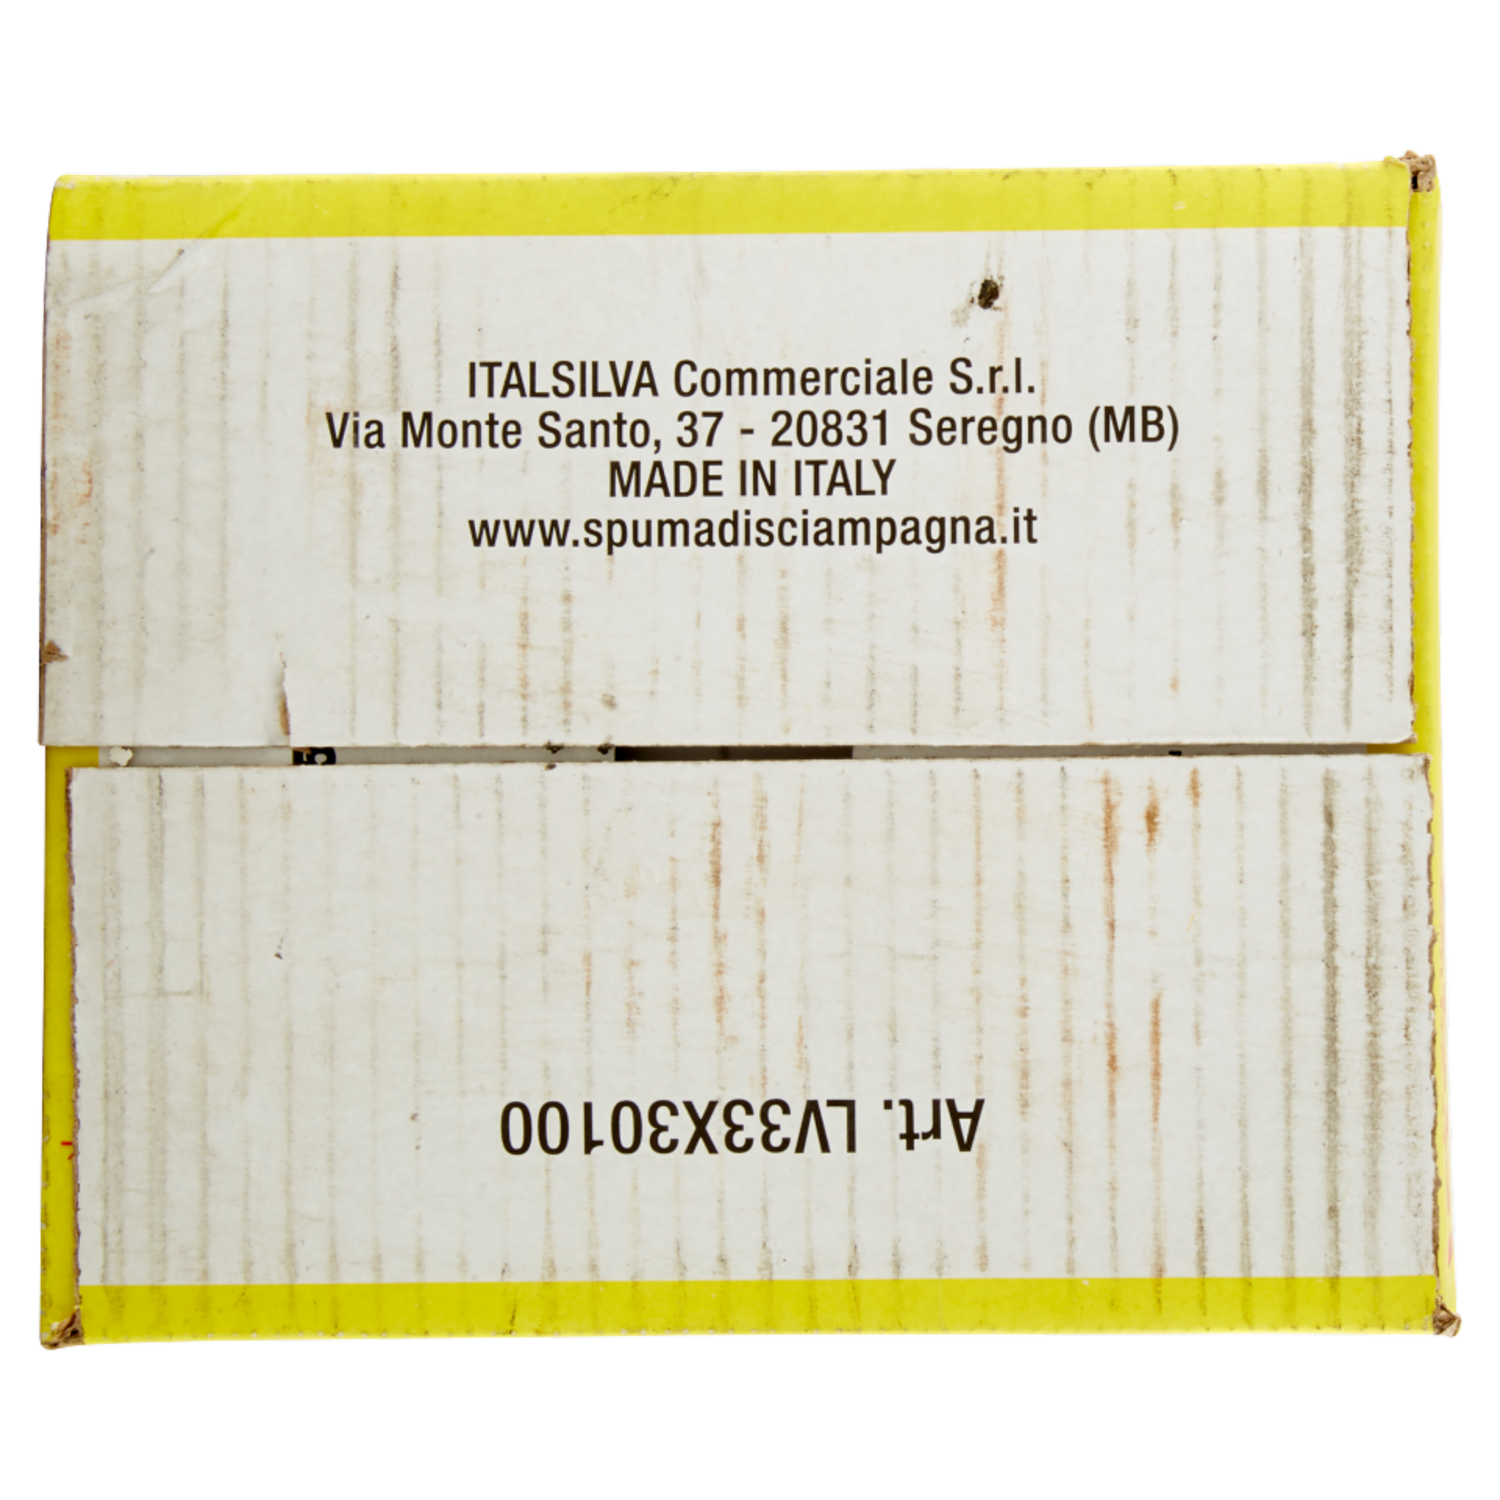 ITALSILVA Commerciale S.r.l.
Via Monte Santo, 37 - 20831 Seregno (MB)
MADE IN ITALY
www.spumadisciampagna.it
Art. LV33X30100